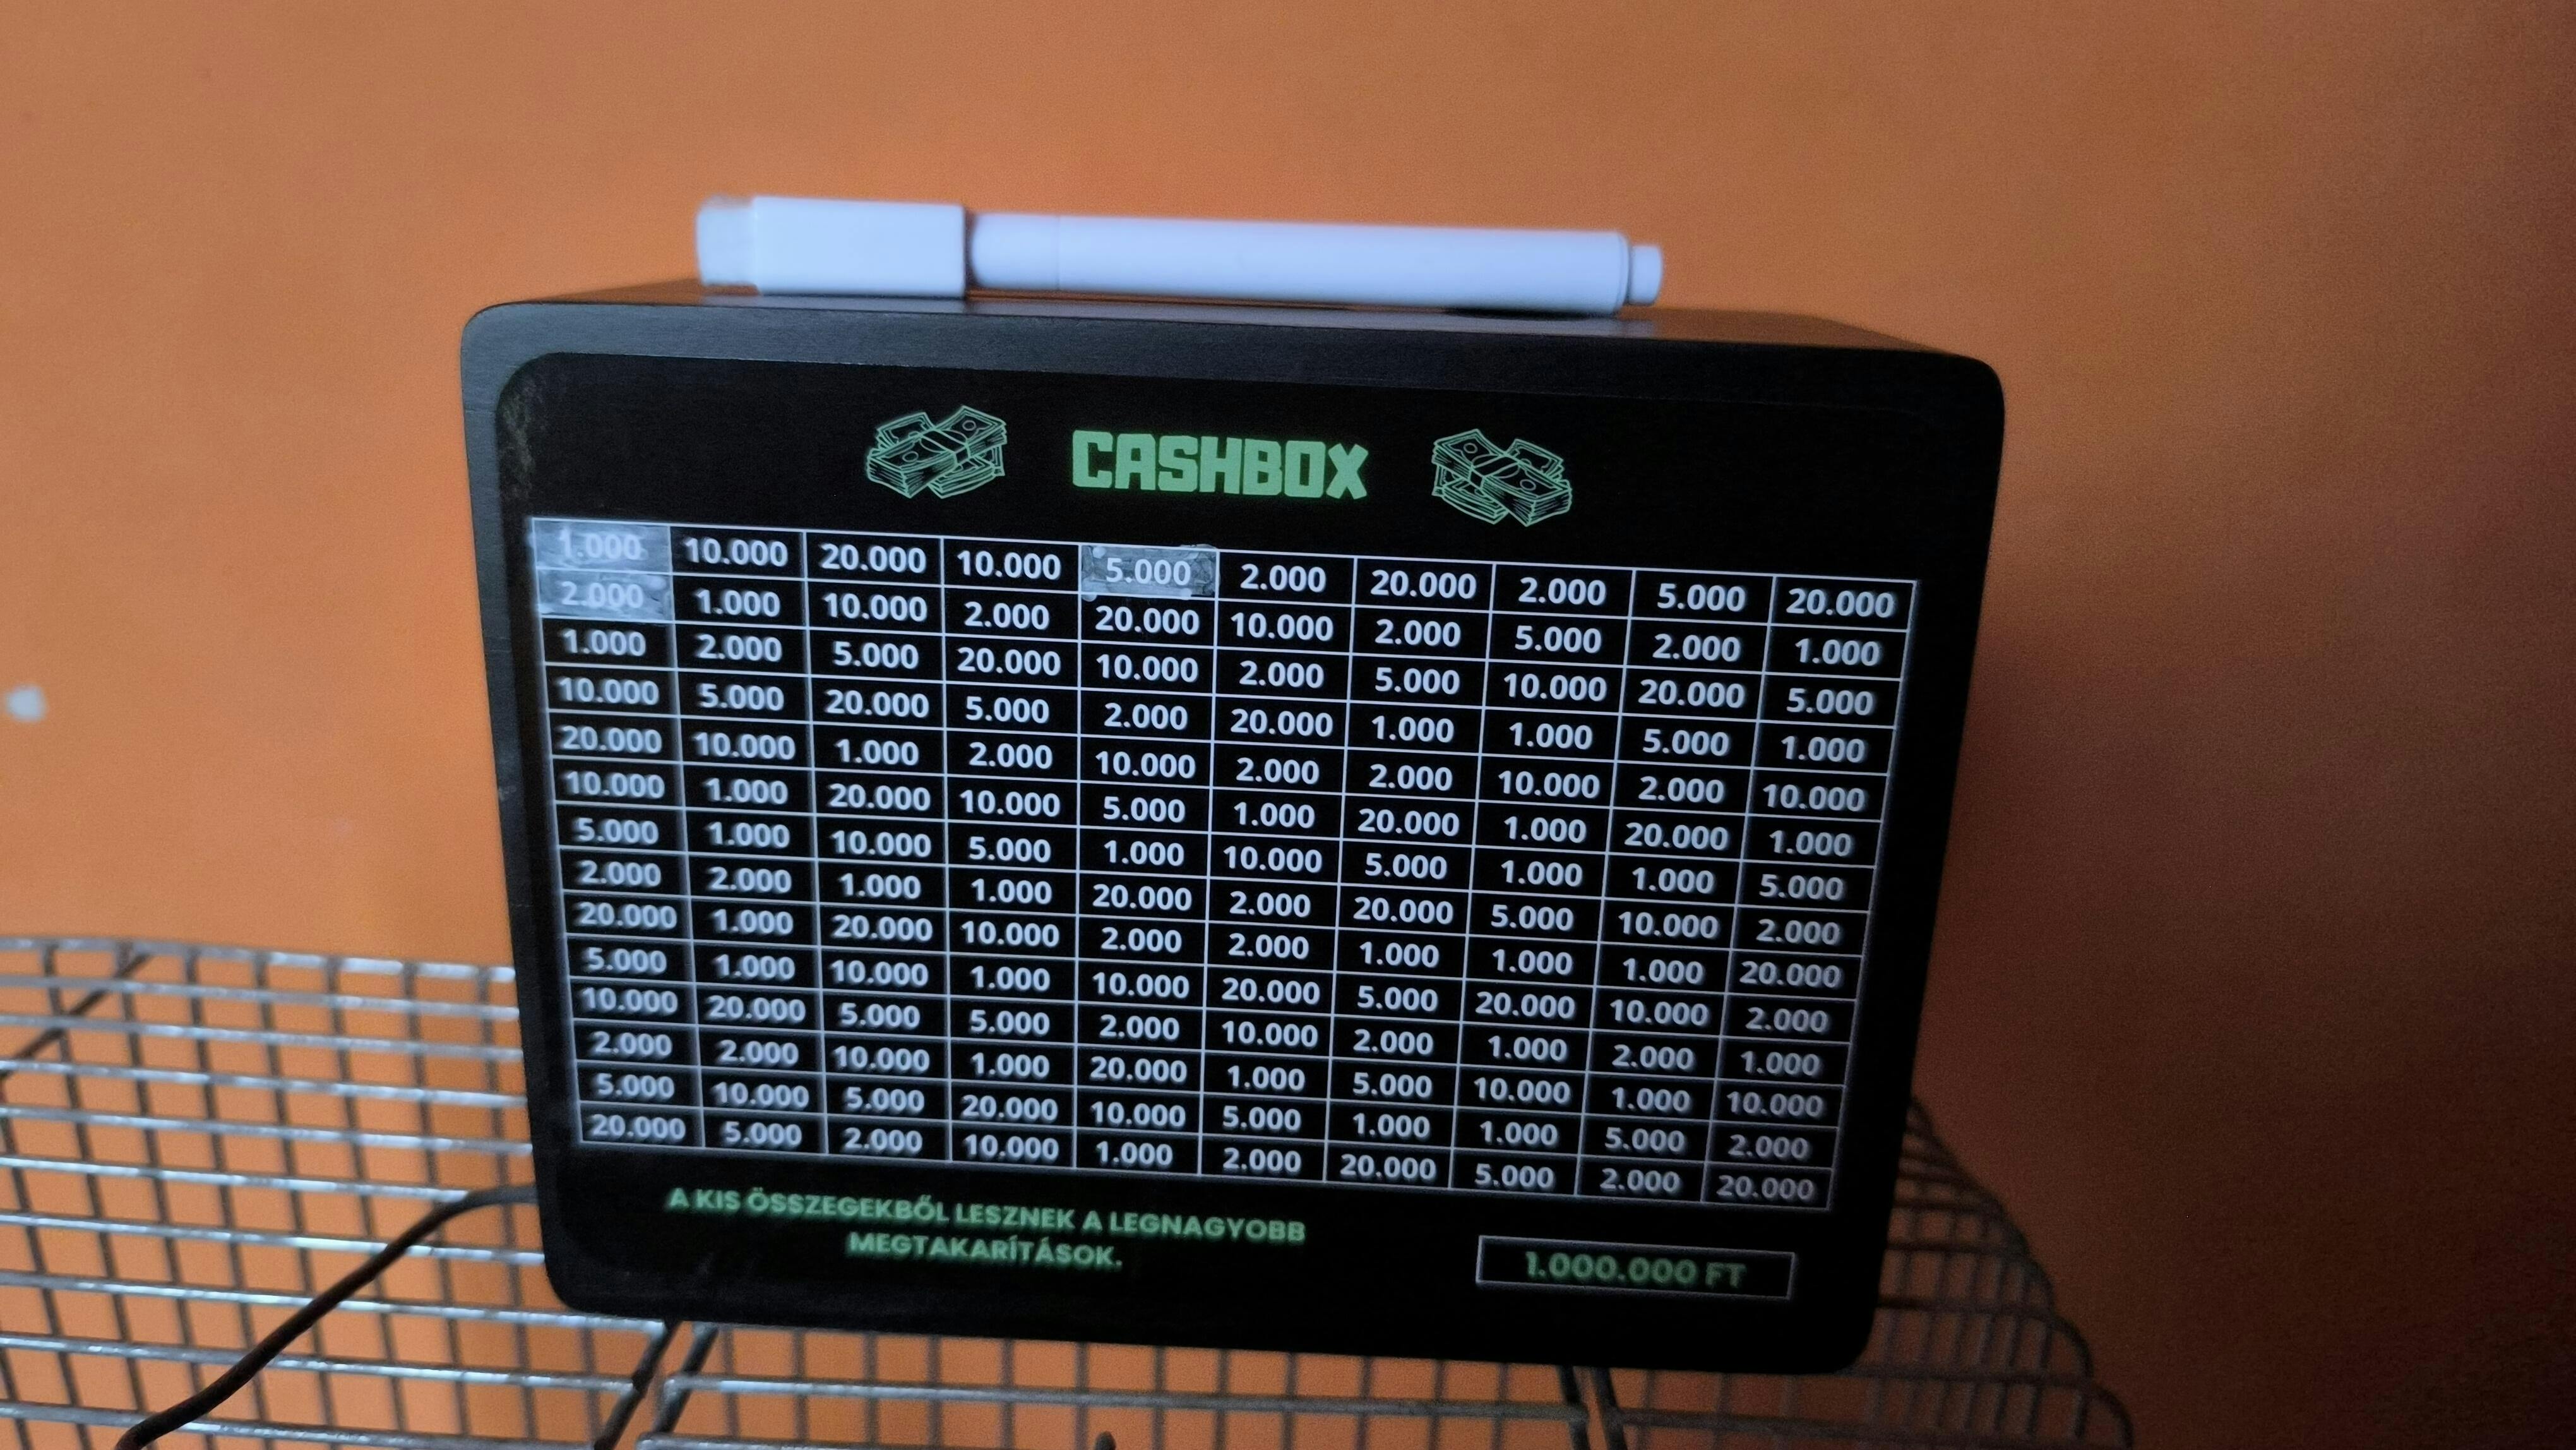 CASHBOX
1.000 10.000 20.000 10.000 5.000 2.000 20.000 2.000 5.000 20.000
2.000 1.000 10.000 2.000 20.000 10.000 2.000 5.000 2.000 1.000
1.000 2.000 5.000 20.000 10.000 2.000 5.000 10.000 20.000 5.000
10.000 5.000 20.000 5.000 2.000 20.000 1.000 1.000 5.000 1.000
20.000 10.000 1.000 2.000 10.000 2.000 2.000 10.000 2.000 10.000
10.000 1.000 20.000 10.000 5.000 1.000 20.000 1.000 20.000 1.000
5.000 1.000 10.000 5.000 1.000 10.000 5.000 1.000 1.000 5.000
2.000 2.000 1.000 1.000 20.000 2.000 20.000 5.000 10.000 2.000
20.000 1.000 20.000 10.000 2.000 2.000 1.000 1.000 1.000 20.000
5.000 1.000 10.000 1.000 10.000 20.000 5.000 20.000 10.000 2.000
10.000 20.000 5.000 5.000 2.000 10.000 2.000 1.000 2.000 1.000
2.000 2.000 10.000 1.000 20.000 1.000 5.000 10.000 1.000 10.000
5.000 10.000 5.000 20.000 10.000 5.000 1.000 1.000 5.000 2.000
20.000 5.000 2.000 10.000 1.000 2.000 20.000 5.000 2.000 20.000
A KIS ÖSSZEGEKBŐL LESZNEK A LEGNAGYOBB
MEGTAKARÍTÁSOK.
1.000.000 FT